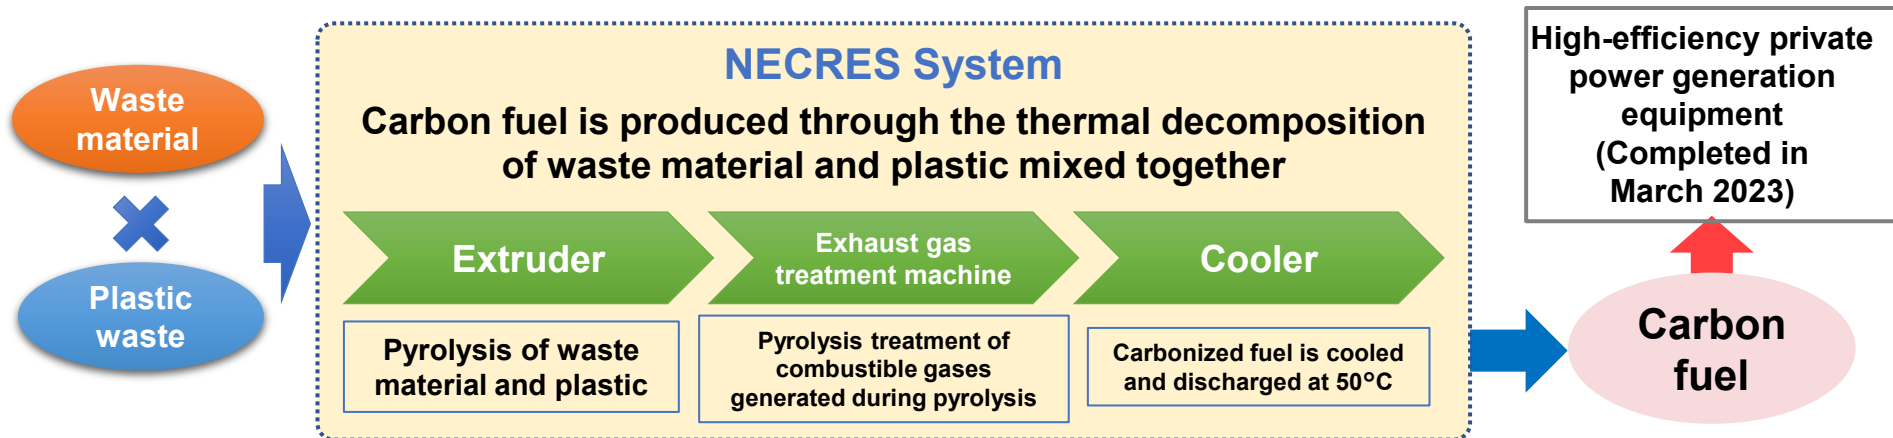 Waste
material
Plastic
waste
NECRES System
Carbon fuel is produced through the thermal decomposition
of waste material and plastic mixed together
Extruder
Pyrolysis of waste
material and plastic
Exhaust gas
treatment machine
Pyrolysis treatment of
combustible gases
generated during pyrolysis
Cooler
Carbonized fuel is cooled
and discharged at 50°C
Carbon
fuel
High-efficiency private
power generation
equipment
(Completed in
March 2023)